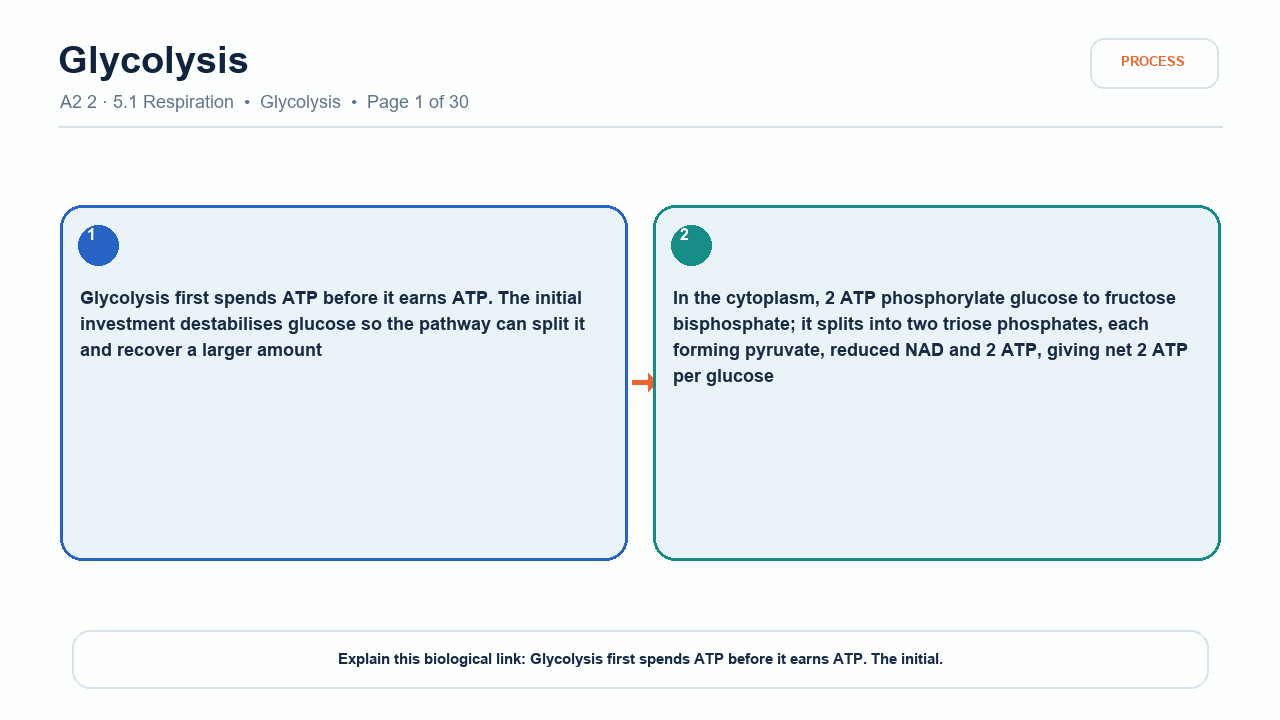 Glycolysis
PROCESS
A2 2 · 5.1 Respiration • Glycolysis • Page 1 of 30
1
Glycolysis first spends ATP before it earns ATP. The initial
investment destabilises glucose so the pathway can split it
and recover a larger amount
2
In the cytoplasm, 2 ATP phosphorylate glucose to fructose
bisphosphate; it splits into two triose phosphates, each
forming pyruvate, reduced NAD and 2 ATP, giving net 2 ATP
per glucose
Explain this biological link: Glycolysis first spends ATP before it earns ATP. The initial.